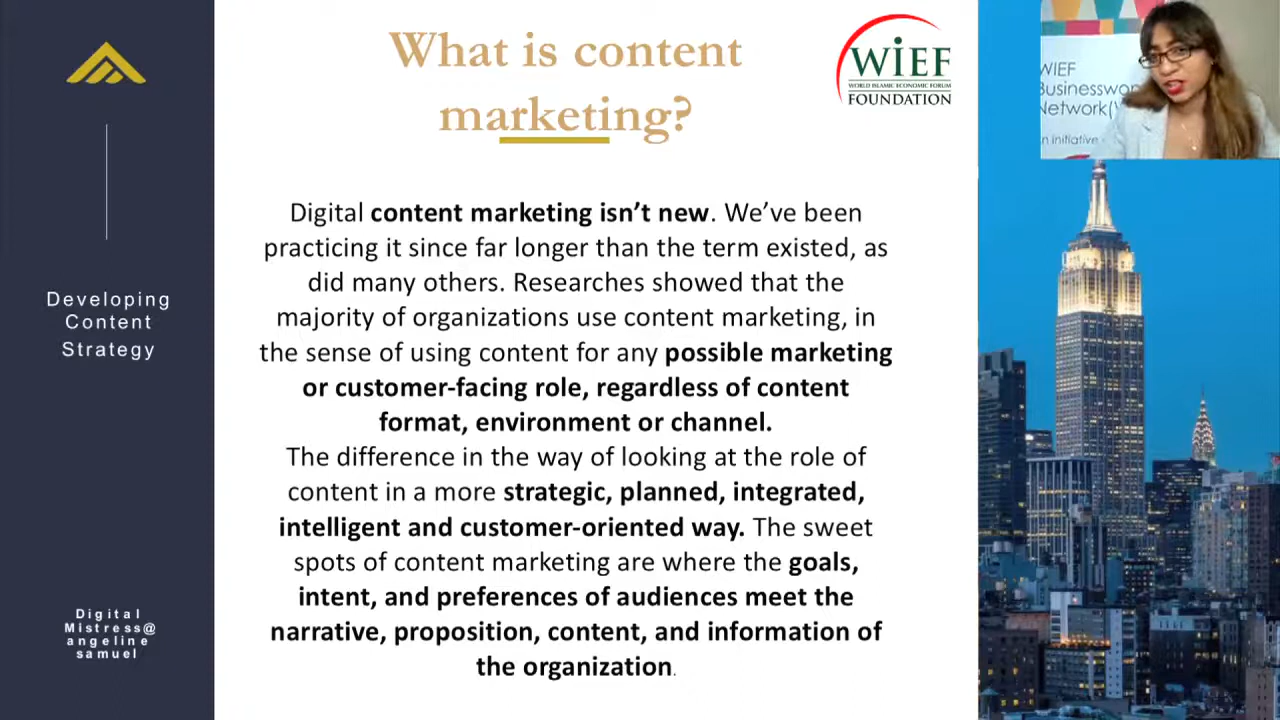 What is content
marketing?
WIEF
WORLD ISLAMIC ECONOMIC FORUM
FOUNDATION
WIEF
Businesswo
Network(
n initiative
Developing
Content
Strategy
Digital content marketing isn’t new. We’ve been
practicing it since far longer than the term existed, as
did many others. Researches showed that the
majority of organizations use content marketing, in
the sense of using content for any possible marketing
or customer-facing role, regardless of content
format, environment or channel.
The difference in the way of looking at the role of
content in a more strategic, planned, integrated,
intelligent and customer-oriented way. The sweet
spots of content marketing are where the goals,
intent, and preferences of audiences meet the
narrative, proposition, content, and information of
the organization.
Digital
Mistress@
angeline
samuel